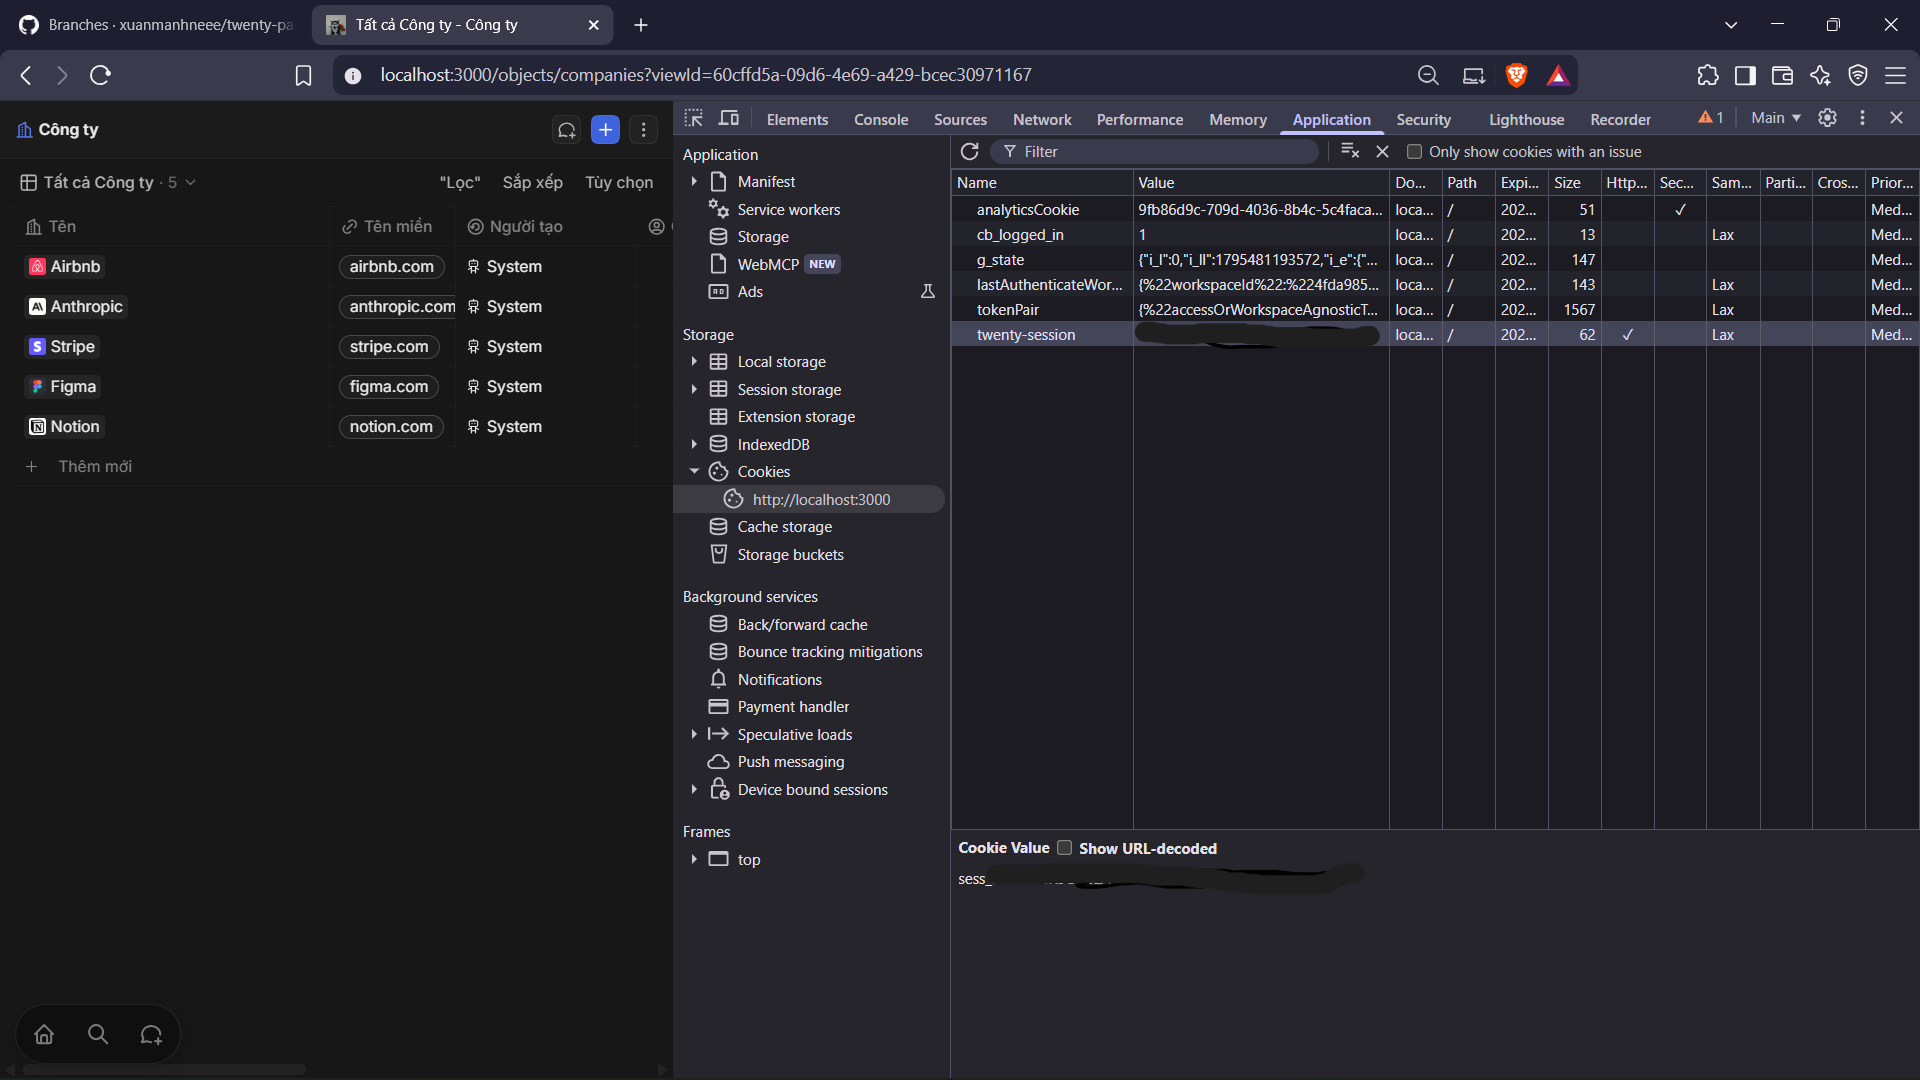 Branches · xuanmanhneee/twenty-pa
Tất cả Công ty - Công ty
localhost:3000/objects/companies?viewId=60cffd5a-09d6-4e69-a429-bcec30971167
Công ty
Tất cả Công ty · 5
"Lọc" Sắp xếp Tùy chọn
Tên Tên miền Người tạo
Airbnb airbnb.com System
Anthropic anthropic.com System
Stripe stripe.com System
Figma figma.com System
Notion notion.com System
Thêm mới
Elements Console Sources Network Performance Memory Application Security Lighthouse Recorder 1 Main
Application
Manifest
Service workers
Storage
WebMCP NEW
Ads
Storage
Local storage
Session storage
Extension storage
IndexedDB
Cookies
http://localhost:3000
Cache storage
Storage buckets
Background services
Back/forward cache
Bounce tracking mitigations
Notifications
Payment handler
Speculative loads
Push messaging
Device bound sessions
Frames
top
Filter Only show cookies with an issue
Name Value Do... Path Expi... Size Http... Sec... Sam... Parti... Cros... Prior...
analyticsCookie 9fb86d9c-709d-4036-8b4c-5c4faca... loca... / 202... 51 ✓ Med...
cb_logged_in 1 loca... / 202... 13 Lax Med...
g_state {"i_l":0,"i_ll":1795481193572,"i_e":{"... loca... / 202... 147 Med...
lastAuthenticateWor... {%22workspaceId%22:%224fda985... loca... / 202... 143 Lax Med...
tokenPair {%22accessOrWorkspaceAgnosticT... loca... / 202... 1567 Lax Med...
twenty-session loca... / 202... 62 ✓ Lax Med...
Cookie Value Show URL-decoded
sess_